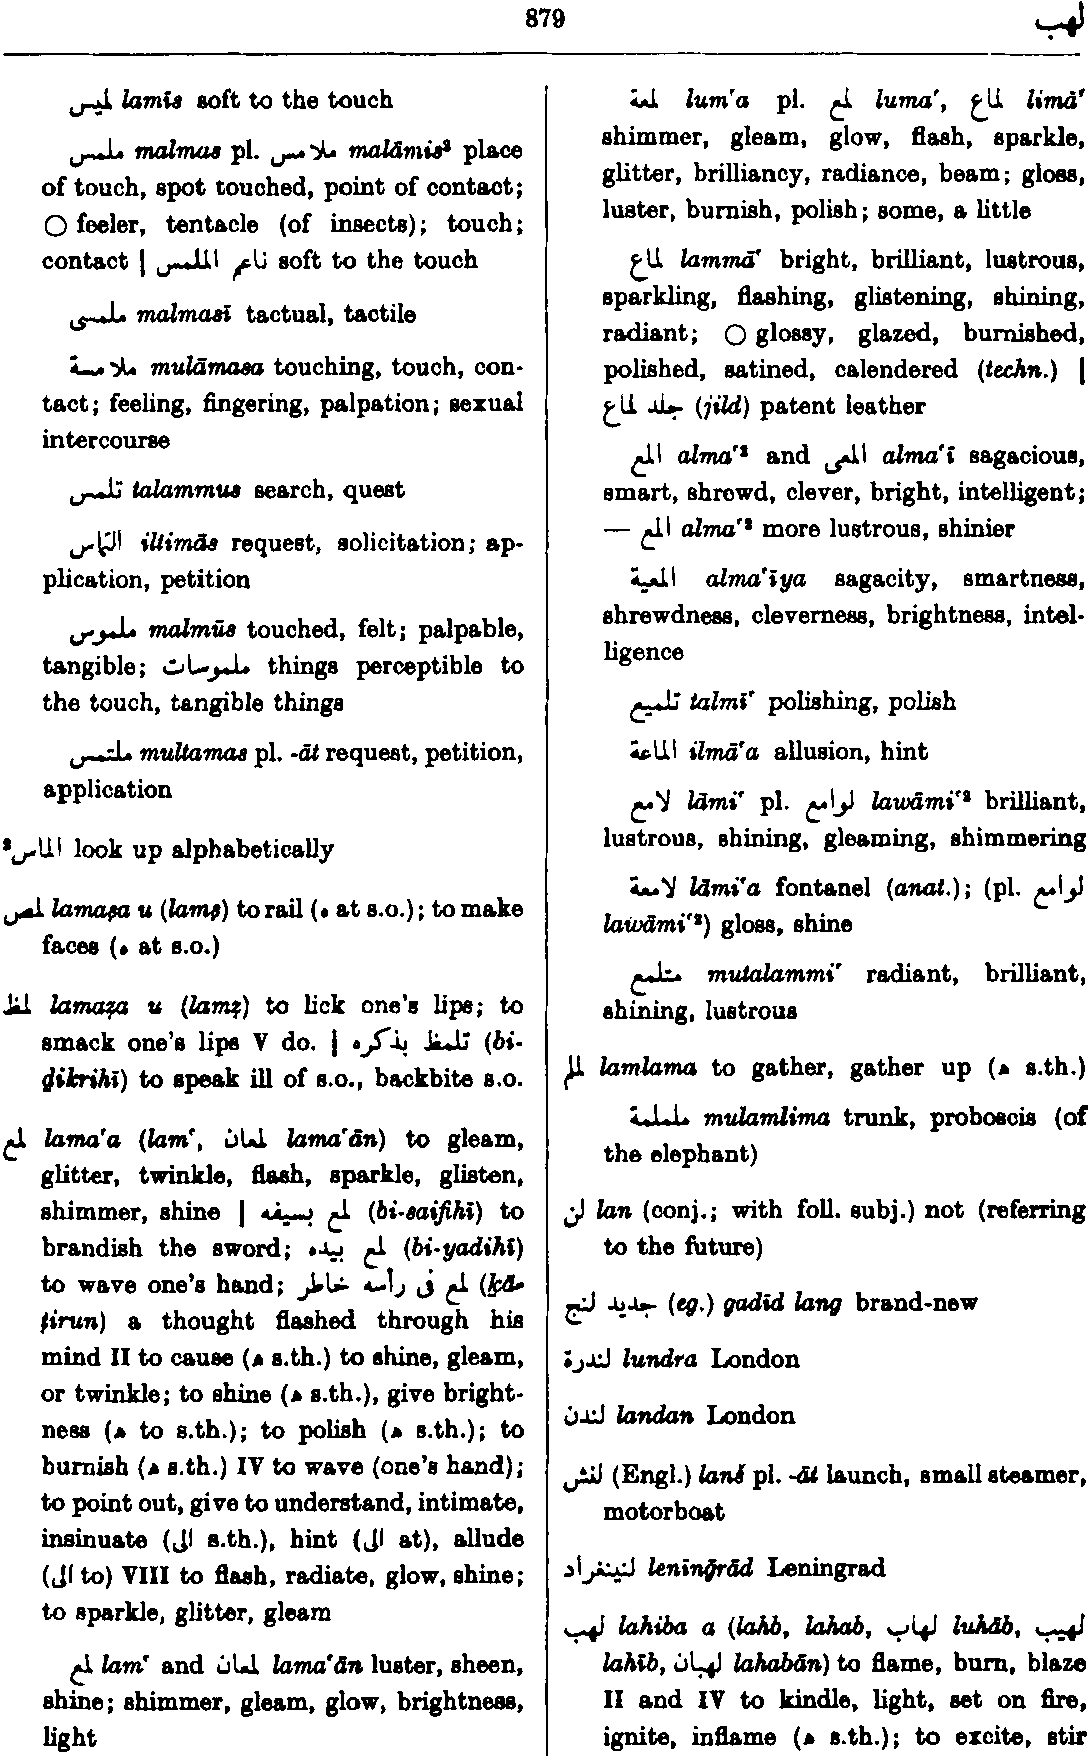 879
لهب
لميس lamīs soft to the touch
ملمس malmas pl. ملامس malāmis² place
of touch, spot touched, point of contact;
○ feeler, tentacle (of insects); touch;
contact | ناعم الملمس soft to the touch
ملمسى malmasī tactual, tactile
ملامسة mulāmasa touching, touch, con-
tact; feeling, fingering, palpation; sexual
intercourse
تلمس talammus search, quest
التماس iltimās request, solicitation; ap-
plication, petition
ملموس malmūs touched, felt; palpable,
tangible; ملموسات things perceptible to
the touch, tangible things
ملتمس multamas pl. -āt request, petition,
application
الماس² look up alphabetically
لمص lamaṣa u (lamṣ) to rail (ه at s.o.); to make
faces (ه at s.o.)
لمظ lamaẓa u (lamẓ) to lick one's lips; to
smack one's lips V do. | تلمظ بذكره (bi-
ḏikrihī) to speak ill of s.o., backbite s.o.
لمع lama‘a (lam‘, لمعان lama‘ān) to gleam,
glitter, twinkle, flash, sparkle, glisten,
shimmer, shine | لمع بسيفه (bi-saifihī) to
brandish the sword; لمع بيده (bi-yadihī)
to wave one's hand; لمع فى رأسه خاطر (ḵā-
ṭirun) a thought flashed through his
mind II to cause (ه s.th.) to shine, gleam,
or twinkle; to shine (ه s.th.), give bright-
ness (ه to s.th.); to polish (ه s.th.); to
burnish (ه s.th.) IV to wave (one's hand);
to point out, give to understand, intimate,
insinuate (الى s.th.), hint (الى at), allude
(الى to) VIII to flash, radiate, glow, shine;
to sparkle, glitter, gleam
لمع lam‘ and لمعان lama‘ān luster, sheen,
shine; shimmer, gleam, glow, brightness,
light
لمعة lum‘a pl. لمع luma‘, لماع limā‘
shimmer, gleam, glow, flash, sparkle,
glitter, brilliancy, radiance, beam; gloss,
luster, burnish, polish; some, a little
لماع lammā‘ bright, brilliant, lustrous,
sparkling, flashing, glistening, shining,
radiant; ○ glossy, glazed, burnished,
polished, satined, calendered (techn.) |
جلد لماع (jild) patent leather
المع alma‘² and المعى alma‘ī sagacious,
smart, shrewd, clever, bright, intelligent;
— المع alma‘² more lustrous, shinier
المعية alma‘īya sagacity, smartness,
shrewdness, cleverness, brightness, intel-
ligence
تلميع talmī‘ polishing, polish
الماعة ilmā‘a allusion, hint
لامع lāmi‘ pl. لوامع lawāmi‘² brilliant,
lustrous, shining, gleaming, shimmering
لامعة lāmi‘a fontanel (anat.); (pl. لوامع
lawāmi‘²) gloss, shine
متلمع mutalammi‘ radiant, brilliant,
shining, lustrous
لملم lamlama to gather, gather up (ه s.th.)
ململمة mulamlima trunk, proboscis (of
the elephant)
لن lan (conj.; with foll. subj.) not (referring
to the future)
جديد لنج (eg.) gadīd lang brand-new
لندرة lundra London
لندن landan London
لنش (Engl.) lanš pl. -āt launch, small steamer,
motorboat
لنينغراد lenīnḡrād Leningrad
لهب lahiba a (lahb, lahab, لهاب luhāb, لهيب
lahīb, لهبان lahabān) to flame, burn, blaze
II and IV to kindle, light, set on fire,
ignite, inflame (ه s.th.); to excite, stir